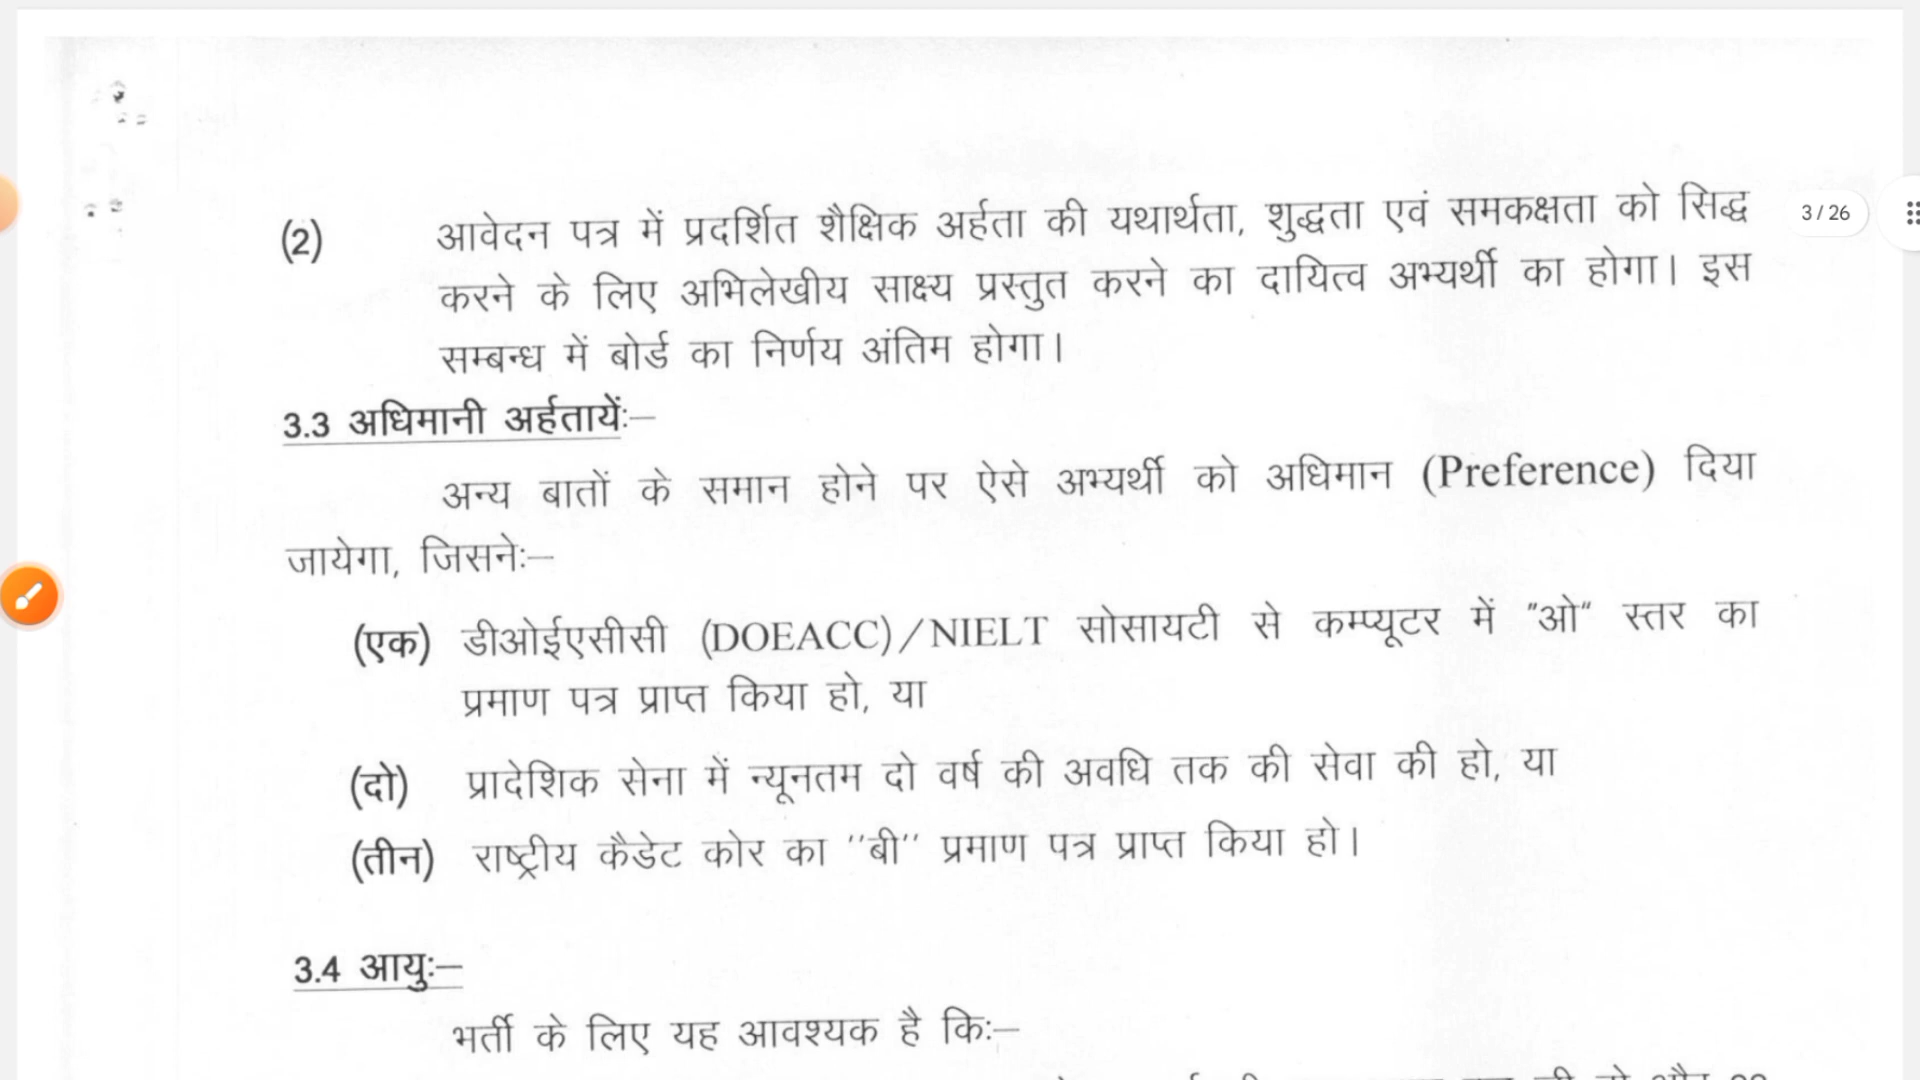 (2) आवेदन पत्र में प्रदर्शित शैक्षिक अर्हता की यथार्थता, शुद्धता एवं समकक्षता को सिद्ध
3 / 26
करने के लिए अभिलेखीय साक्ष्य प्रस्तुत करने का दायित्व अभ्यर्थी का होगा। इस
सम्बन्ध में बोर्ड का निर्णय अंतिम होगा।
3.3 अधिमानी अर्हतायें:–
अन्य बातों के समान होने पर ऐसे अभ्यर्थी को अधिमान (Preference) दिया
जायेगा, जिसने:–
(एक) डीओईएसीसी (DOEACC)/NIELT सोसायटी से कम्प्यूटर में "ओ" स्तर का
प्रमाण पत्र प्राप्त किया हो, या
(दो) प्रादेशिक सेना में न्यूनतम दो वर्ष की अवधि तक की सेवा की हो, या
(तीन) राष्ट्रीय कैडेट कोर का ''बी'' प्रमाण पत्र प्राप्त किया हो।
3.4 आयु:–
भर्ती के लिए यह आवश्यक है कि:–